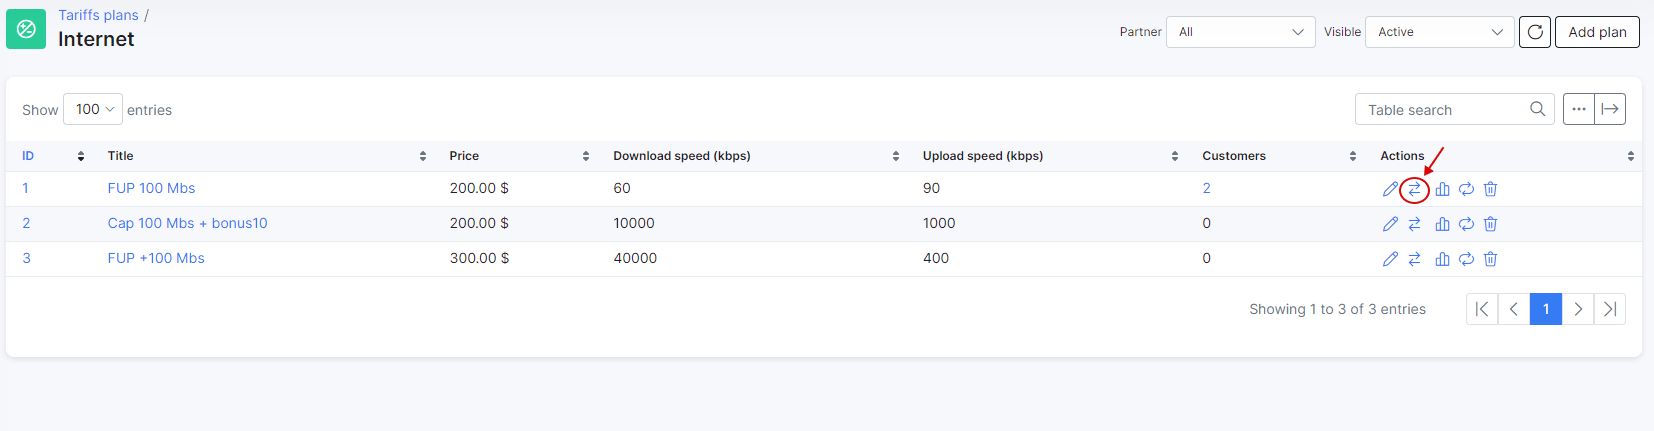 Tariffs plans /
Internet
Partner All Visible Active Add plan
Show 100 entries Table search
ID Title Price Download speed (kbps) Upload speed (kbps) Customers Actions
1 FUP 100 Mbs 200.00 $ 60 90 2
2 Cap 100 Mbs + bonus10 200.00 $ 10000 1000 0
3 FUP +100 Mbs 300.00 $ 40000 400 0
Showing 1 to 3 of 3 entries 1